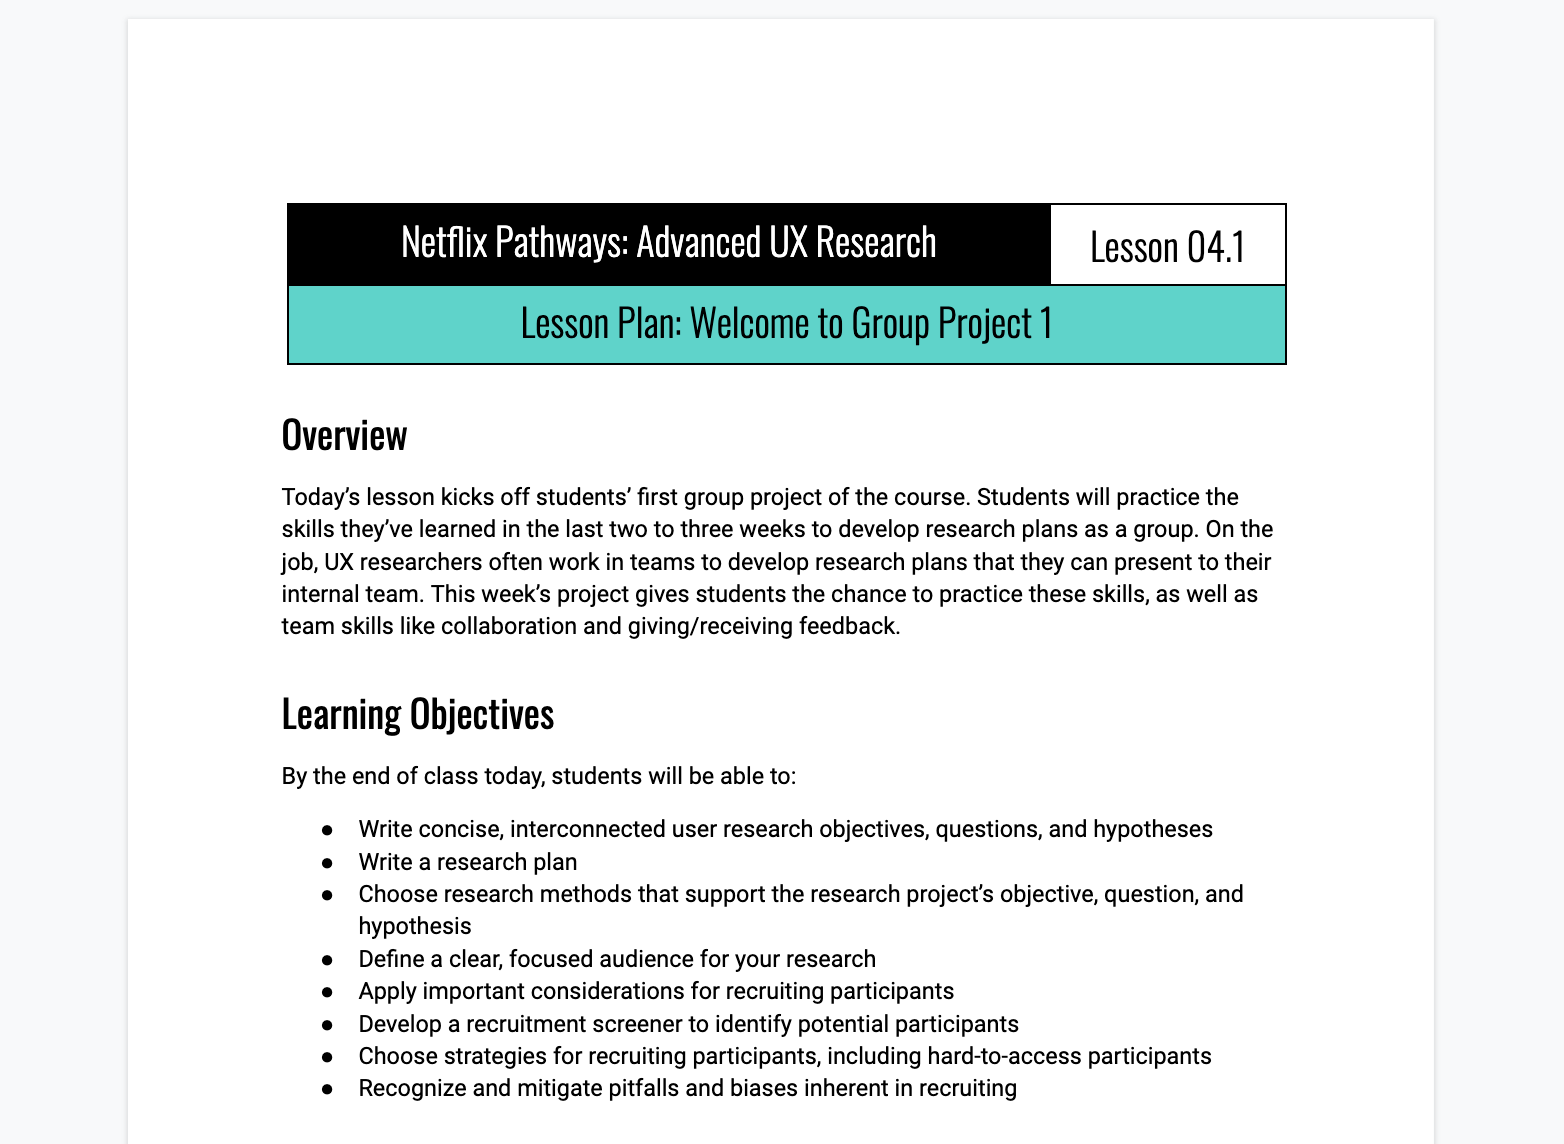 Netflix Pathways: Advanced UX Research
Lesson 04.1
Lesson Plan: Welcome to Group Project 1
Overview
Today’s lesson kicks off students’ first group project of the course. Students will practice the
skills they’ve learned in the last two to three weeks to develop research plans as a group. On the
job, UX researchers often work in teams to develop research plans that they can present to their
internal team. This week’s project gives students the chance to practice these skills, as well as
team skills like collaboration and giving/receiving feedback.
Learning Objectives
By the end of class today, students will be able to:
● Write concise, interconnected user research objectives, questions, and hypotheses
● Write a research plan
● Choose research methods that support the research project’s objective, question, and
hypothesis
● Define a clear, focused audience for your research
● Apply important considerations for recruiting participants
● Develop a recruitment screener to identify potential participants
● Choose strategies for recruiting participants, including hard-to-access participants
● Recognize and mitigate pitfalls and biases inherent in recruiting